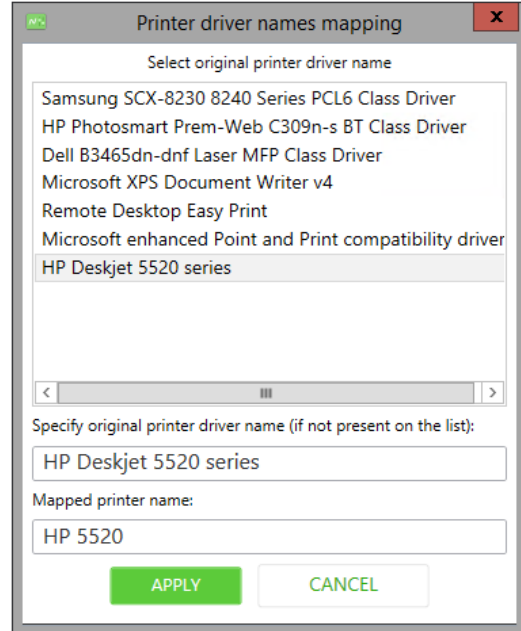 Printer driver names mapping
x
Select original printer driver name
Samsung SCX-8230 8240 Series PCL6 Class Driver
HP Photosmart Prem-Web C309n-s BT Class Driver
Dell B3465dn-dnf Laser MFP Class Driver
Microsoft XPS Document Writer v4
Remote Desktop Easy Print
Microsoft enhanced Point and Print compatibility driver
HP Deskjet 5520 series
Specify original printer driver name (if not present on the list):
HP Deskjet 5520 series
Mapped printer name:
HP 5520
APPLY CANCEL